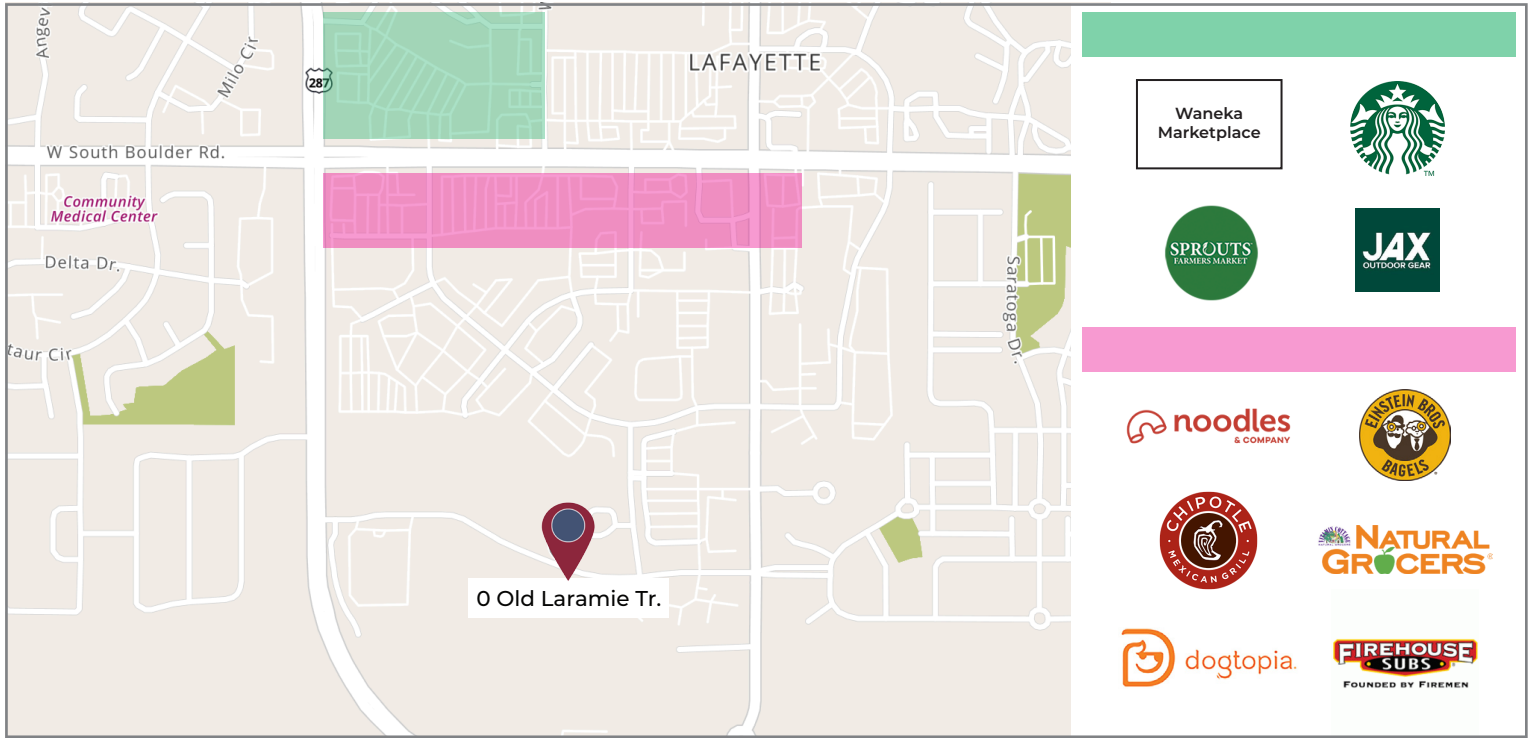 Angev
Milo Cir
287
LAFAYETTE
W South Boulder Rd.
Community
Medical Center
Delta Dr.
Saratoga Dr.
taur Cir
0 Old Laramie Tr.
Waneka
Marketplace
TM
SPROUTS
FARMERS MARKET
JAX
OUTDOOR GEAR
noodles
& COMPANY
EINSTEIN BROS
BAGELS
CHIPOTLE
MEXICAN GRILL
NATURAL
GROCERS®
dogtopia
FIREHOUSE
SUBS
FOUNDED BY FIREMEN